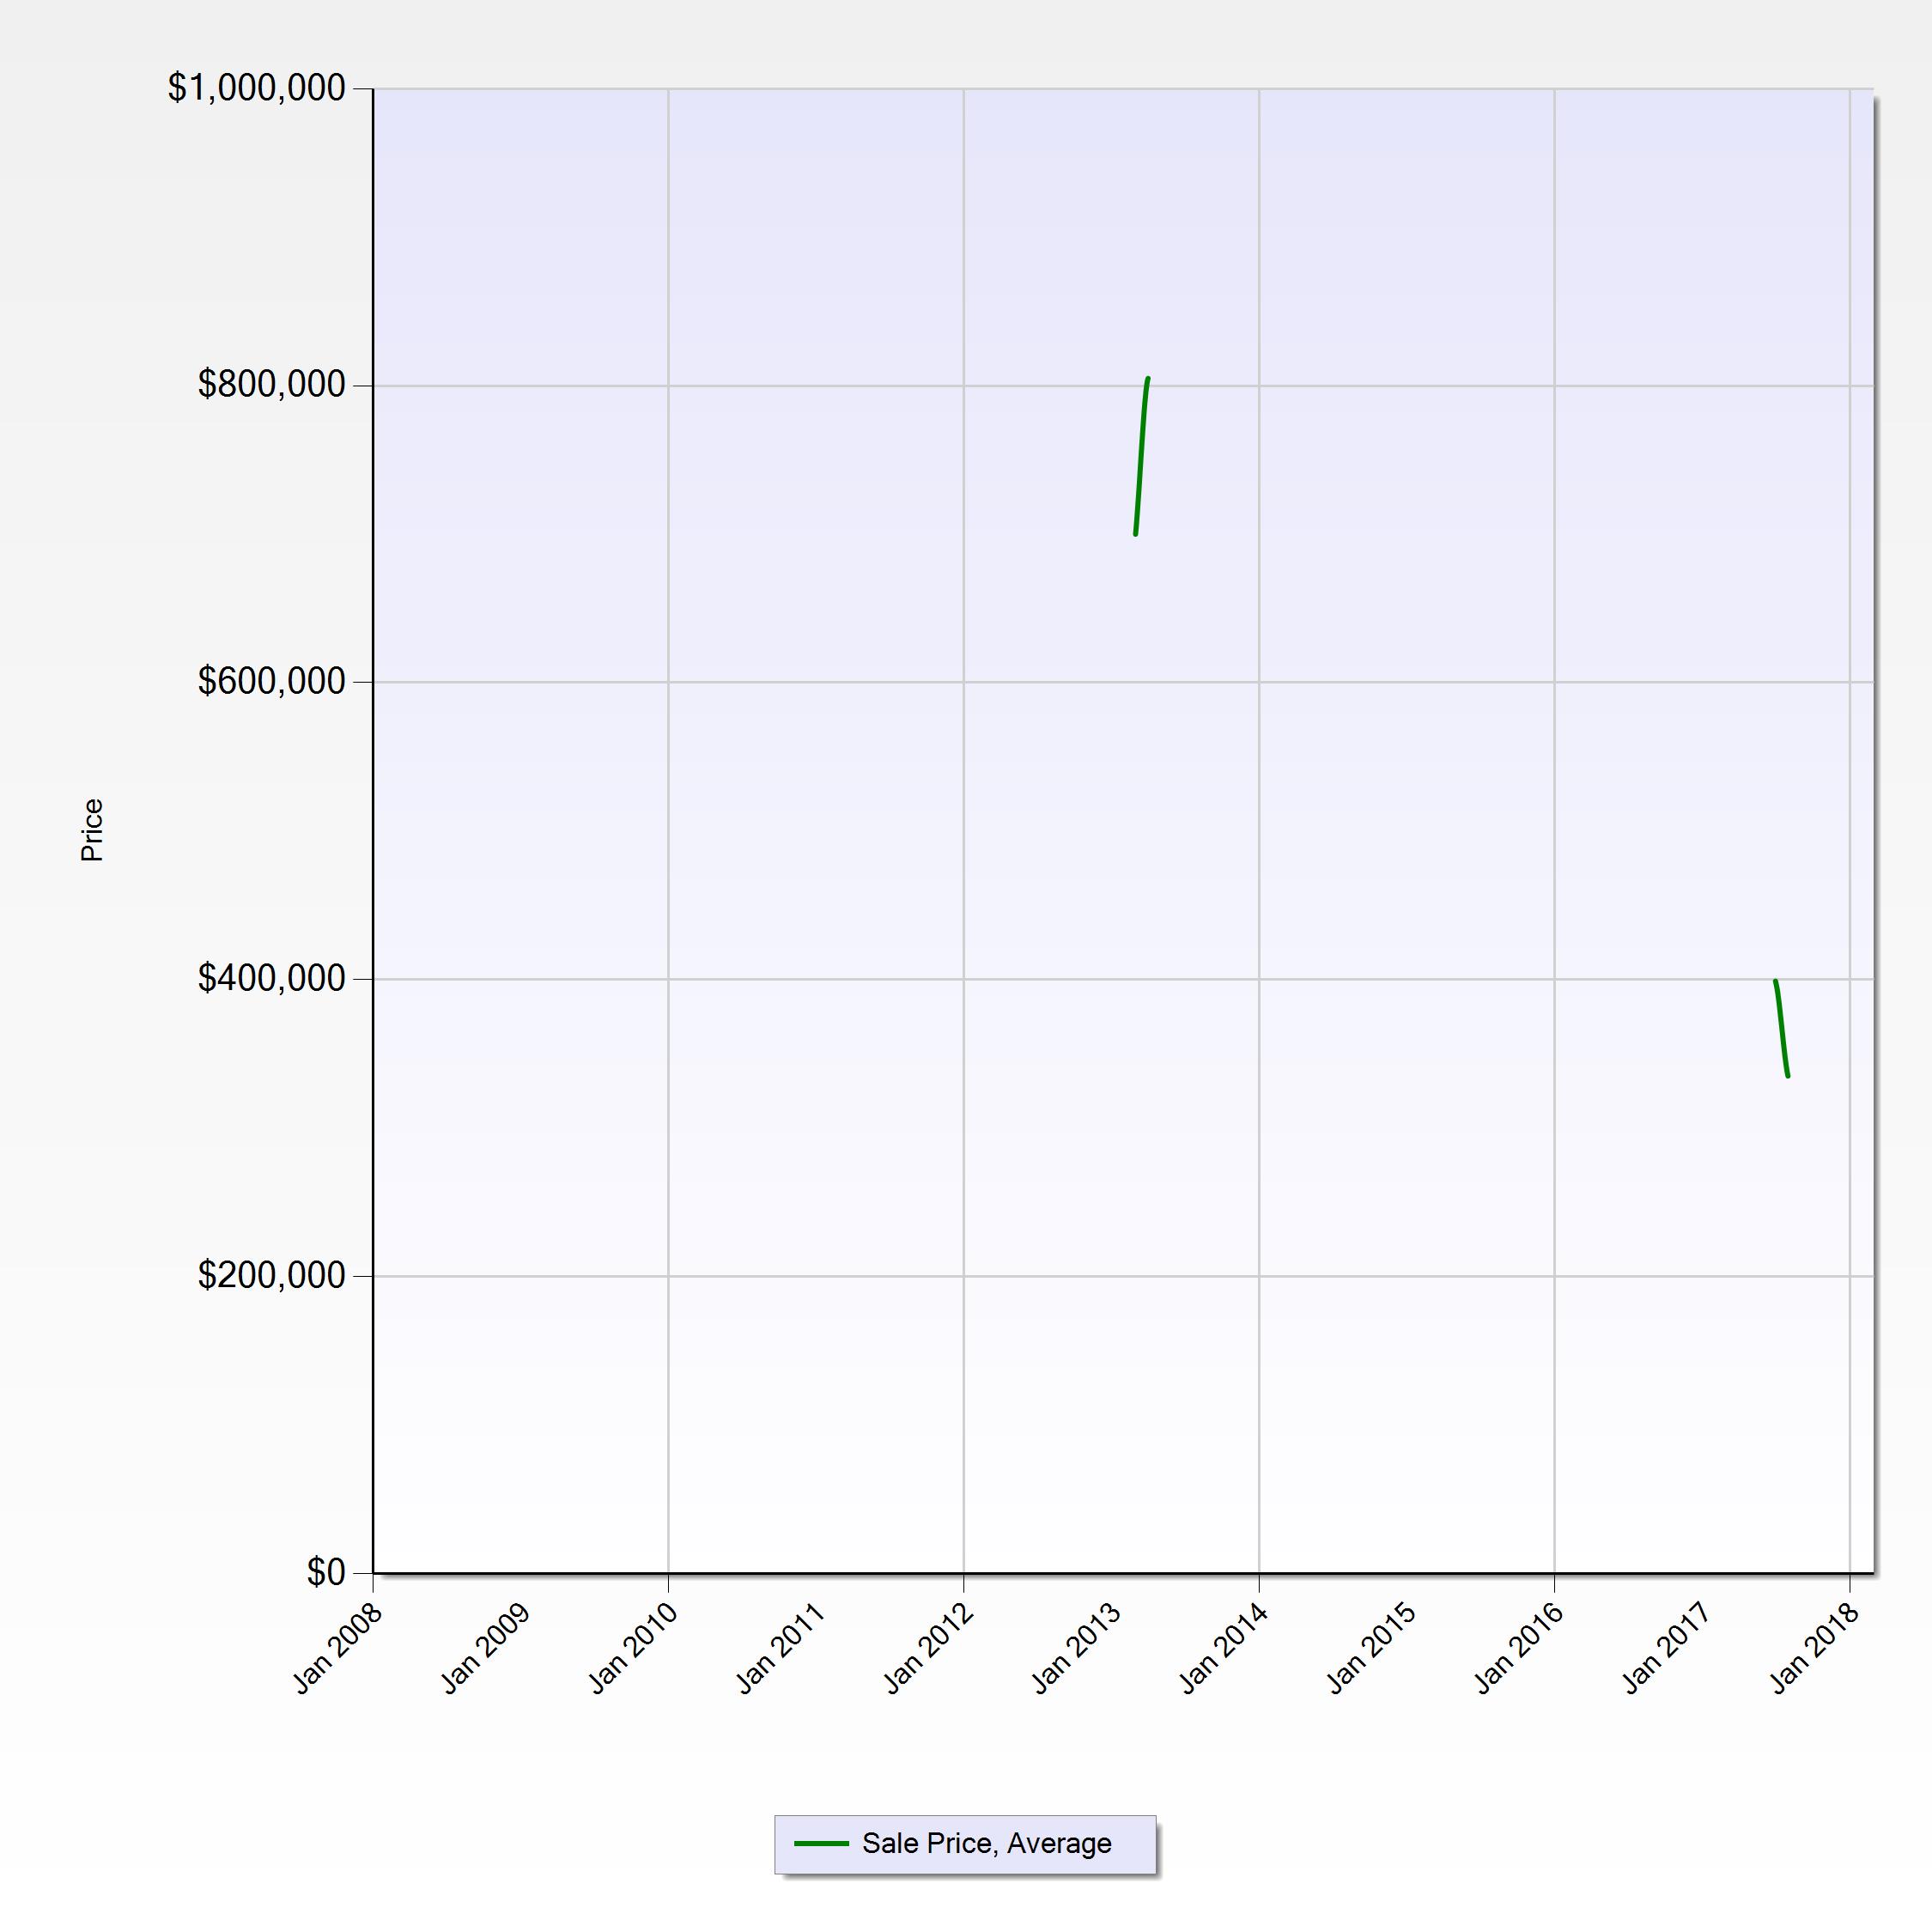 $1,000,000
$800,000
$600,000
$400,000
$200,000
$0
Price
Jan 2008
Jan 2009
Jan 2010
Jan 2011
Jan 2012
Jan 2013
Jan 2014
Jan 2015
Jan 2016
Jan 2017
Jan 2018
Sale Price, Average